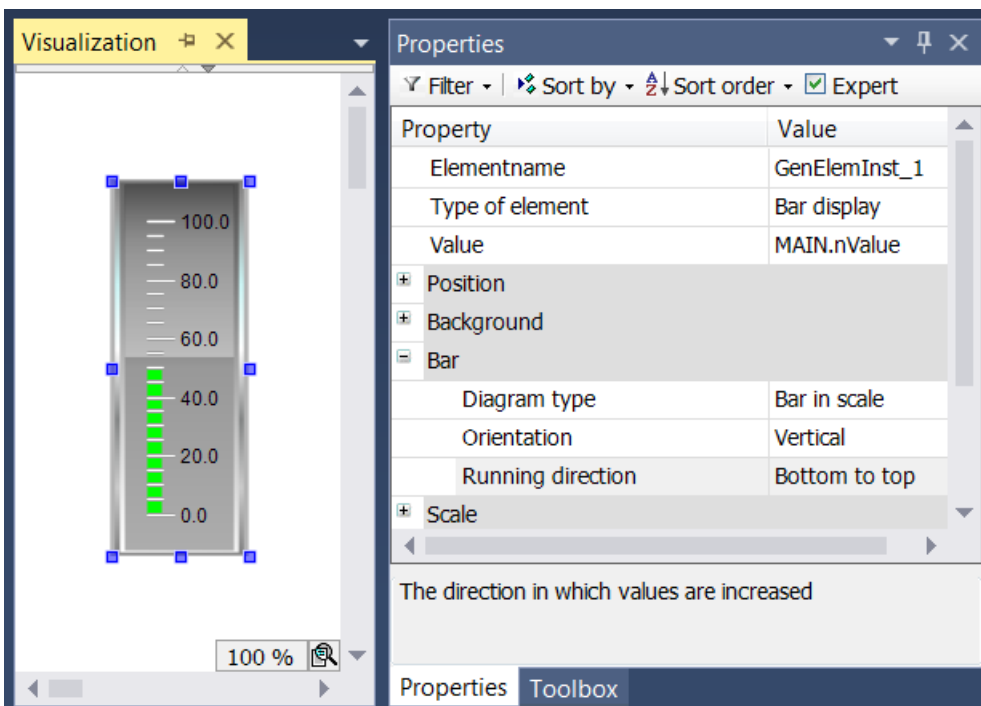 Visualization
100.0
80.0
60.0
40.0
20.0
0.0
100 %
Properties
Filter Sort by Sort order Expert
Property Value
Elementname GenElemInst_1
Type of element Bar display
Value MAIN.nValue
Position
Background
Bar
Diagram type Bar in scale
Orientation Vertical
Running direction Bottom to top
Scale
The direction in which values are increased
Properties Toolbox